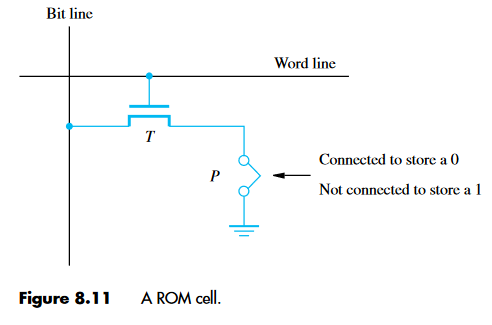 Bit line
Word line
T
P
Connected to store a 0
Not connected to store a 1
Figure 8.11 A ROM cell.